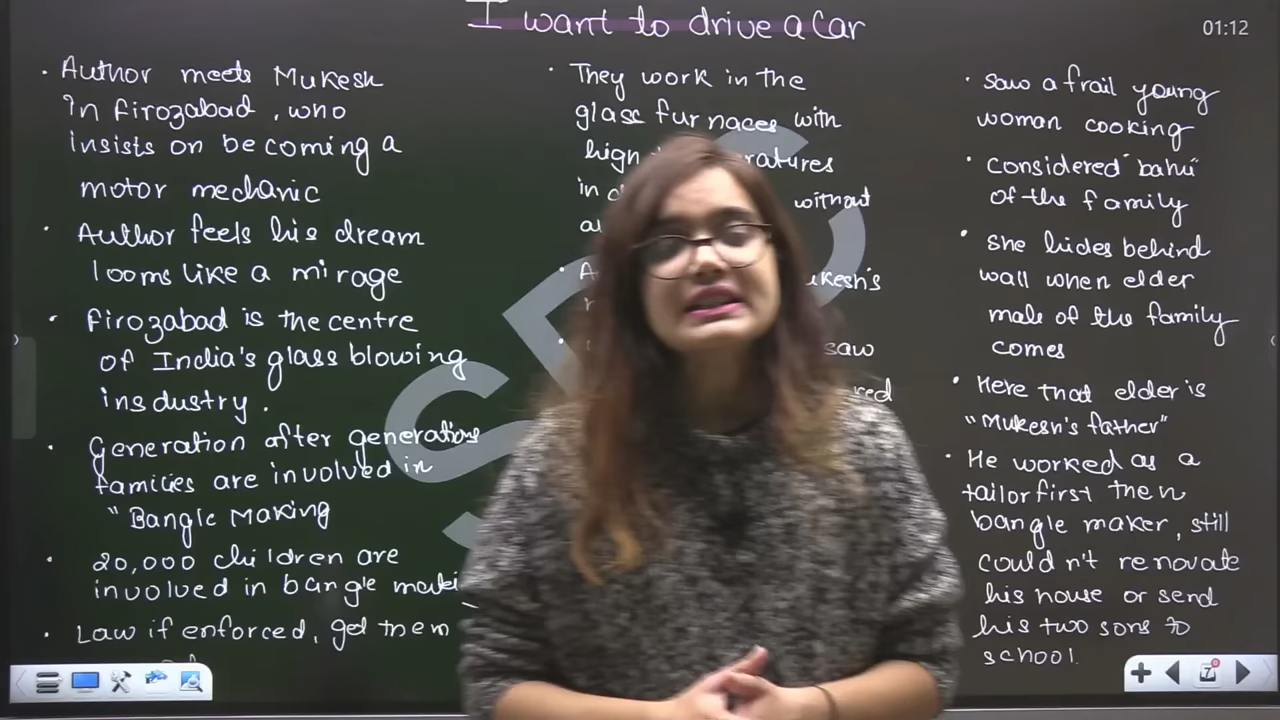 I want to drive a Car
01:12
· Author meets Mukesh
in firozabad, who
insists on becoming a
motor mechanic
· Author feels his dream
looms like a mirage
· firozabad is the centre
of India's glass blowing
insdustry.
· Generation after generations
families are involved in
"Bangle Making
· 20,000 children are
involved in bangle
· Law if enforced, get them
· They work in the
glass furnaces with
high
in
without
· saw a frail young
woman cooking
· considered "bahu"
of the family
· she hides behind
wall when elder
male of the family
comes
· Here that elder is
"Mukesh's father"
· He worked as a
tailor first then
bangle maker, still
could n't renovate
his house or send
his two sons to
school.
saw